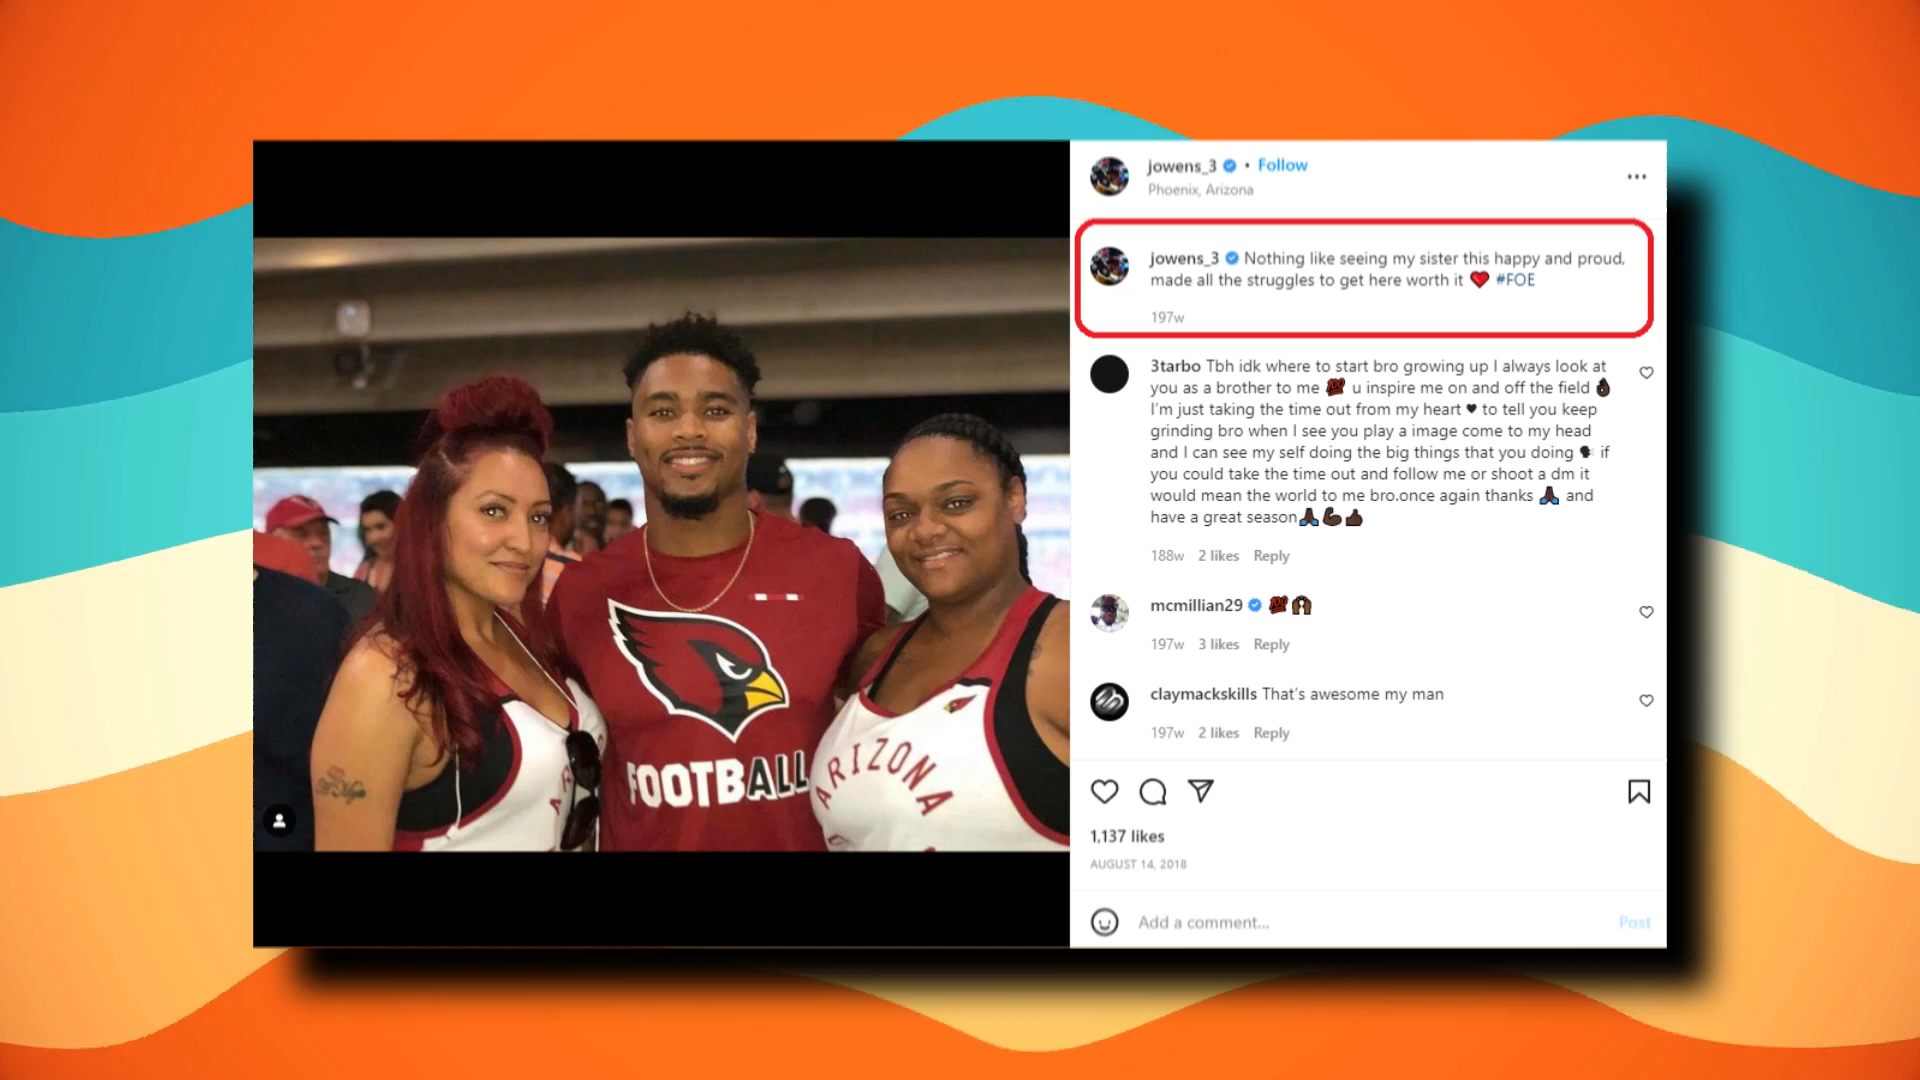 jowens_3 • Follow
Phoenix, Arizona
jowens_3 Nothing like seeing my sister this happy and proud,
made all the struggles to get here worth it ❤️ #FOE
197w
3tarbo Tbh idk where to start bro growing up I always look at
you as a brother to me 💯 u inspire me on and off the field 👌🏿
I'm just taking the time out from my heart ♥ to tell you keep
grinding bro when I see you play a image come to my head
and I can see my self doing the big things that you doing 🗣 if
you could take the time out and follow me or shoot a dm it
would mean the world to me bro.once again thanks 🙏🏿 and
have a great season🙏🏿💪🏿👍🏿
188w 2 likes Reply
mcmillian29 💯🙌🏾
197w 3 likes Reply
claymackskills That's awesome my man
197w 2 likes Reply
1,137 likes
AUGUST 14, 2018
Add a comment... Post
FOOTBALL
ARIZONA
AR